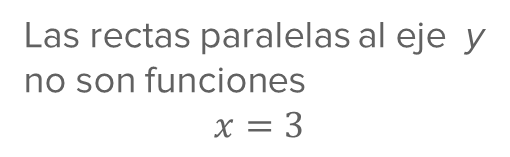 Las rectas paralelas al eje y
no son funciones
x = 3